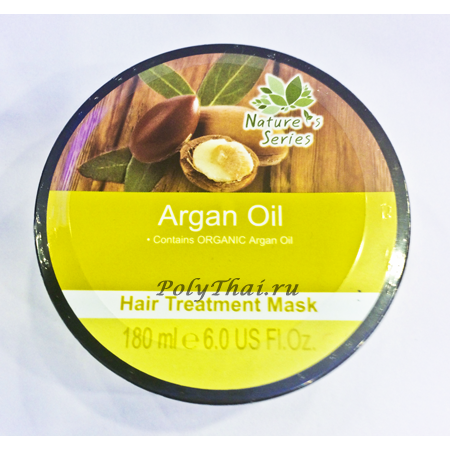 Nature's
Series
Argan Oil
• Contains ORGANIC Argan Oil
PolyThai.ru
Hair Treatment Mask
180 ml ℮ 6.0 US Fl.Oz.